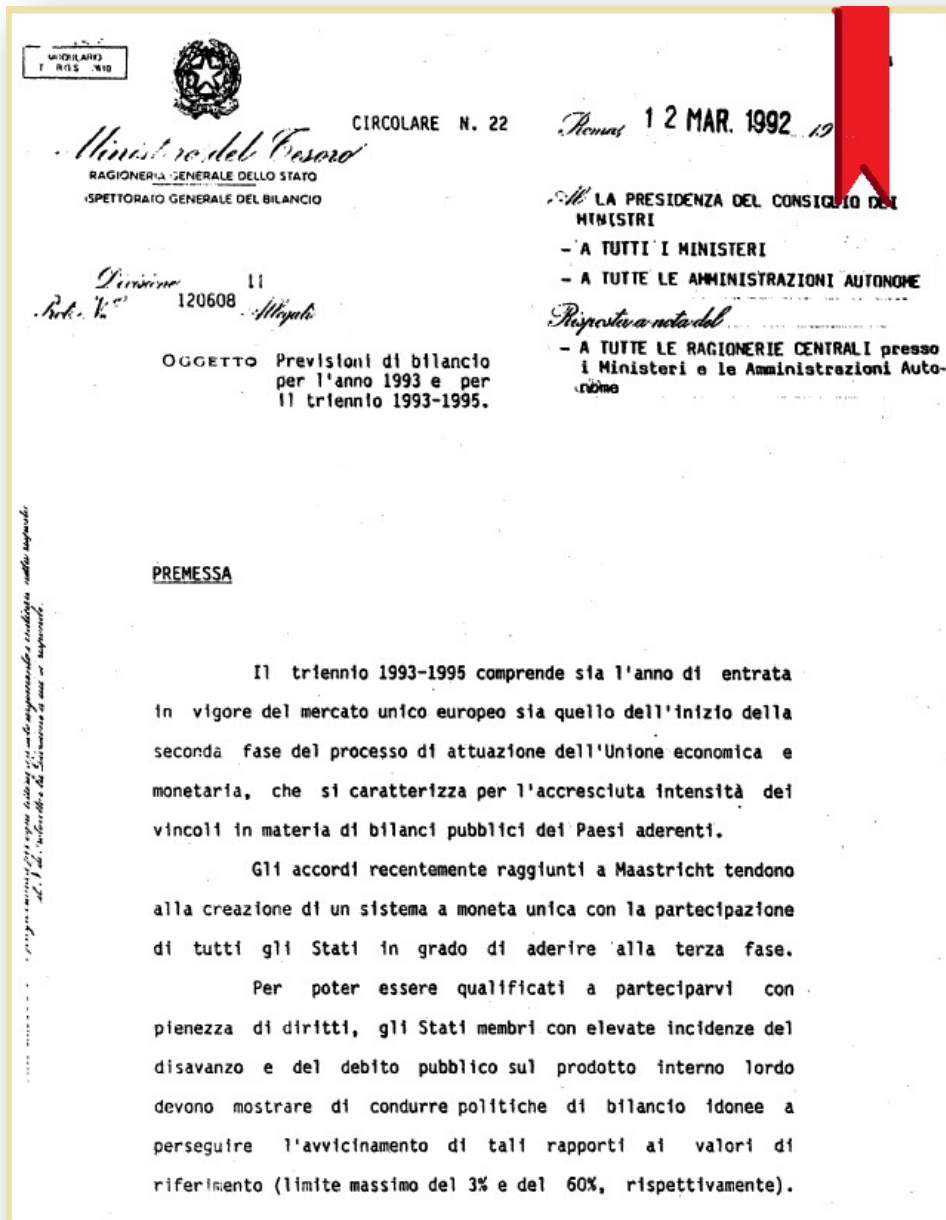 MODULARIO
CIRCOLARE N. 22
Roma, 12 MAR. 1992 19
Ministero del Tesoro
RAGIONERIA GENERALE DELLO STATO
ISPETTORATO GENERALE DEL BILANCIO
All LA PRESIDENZA DEL CONSIGLIO DEI
MINISTRI
- A TUTTI I MINISTERI
- A TUTTE LE AMMINISTRAZIONI AUTONOME
Divisione 11
Prot. N. 120608 Allegati
Risposta a nota del
- A TUTTE LE RAGIONERIE CENTRALI presso
i Ministeri e le Amministrazioni Auto-
nome
OGGETTO Previsioni di bilancio
per l'anno 1993 e per
il triennio 1993-1995.
PREMESSA
Il triennio 1993-1995 comprende sia l'anno di entrata
in vigore del mercato unico europeo sia quello dell'inizio della
seconda fase del processo di attuazione dell'Unione economica e
monetaria, che si caratterizza per l'accresciuta intensità dei
vincoli in materia di bilanci pubblici dei Paesi aderenti.
Gli accordi recentemente raggiunti a Maastricht tendono
alla creazione di un sistema a moneta unica con la partecipazione
di tutti gli Stati in grado di aderire alla terza fase.
Per poter essere qualificati a parteciparvi con
pienezza di diritti, gli Stati membri con elevate incidenze del
disavanzo e del debito pubblico sul prodotto interno lordo
devono mostrare di condurre politiche di bilancio idonee a
perseguire l'avvicinamento di tali rapporti ai valori di
riferimento (limite massimo del 3% e del 60%, rispettivamente).